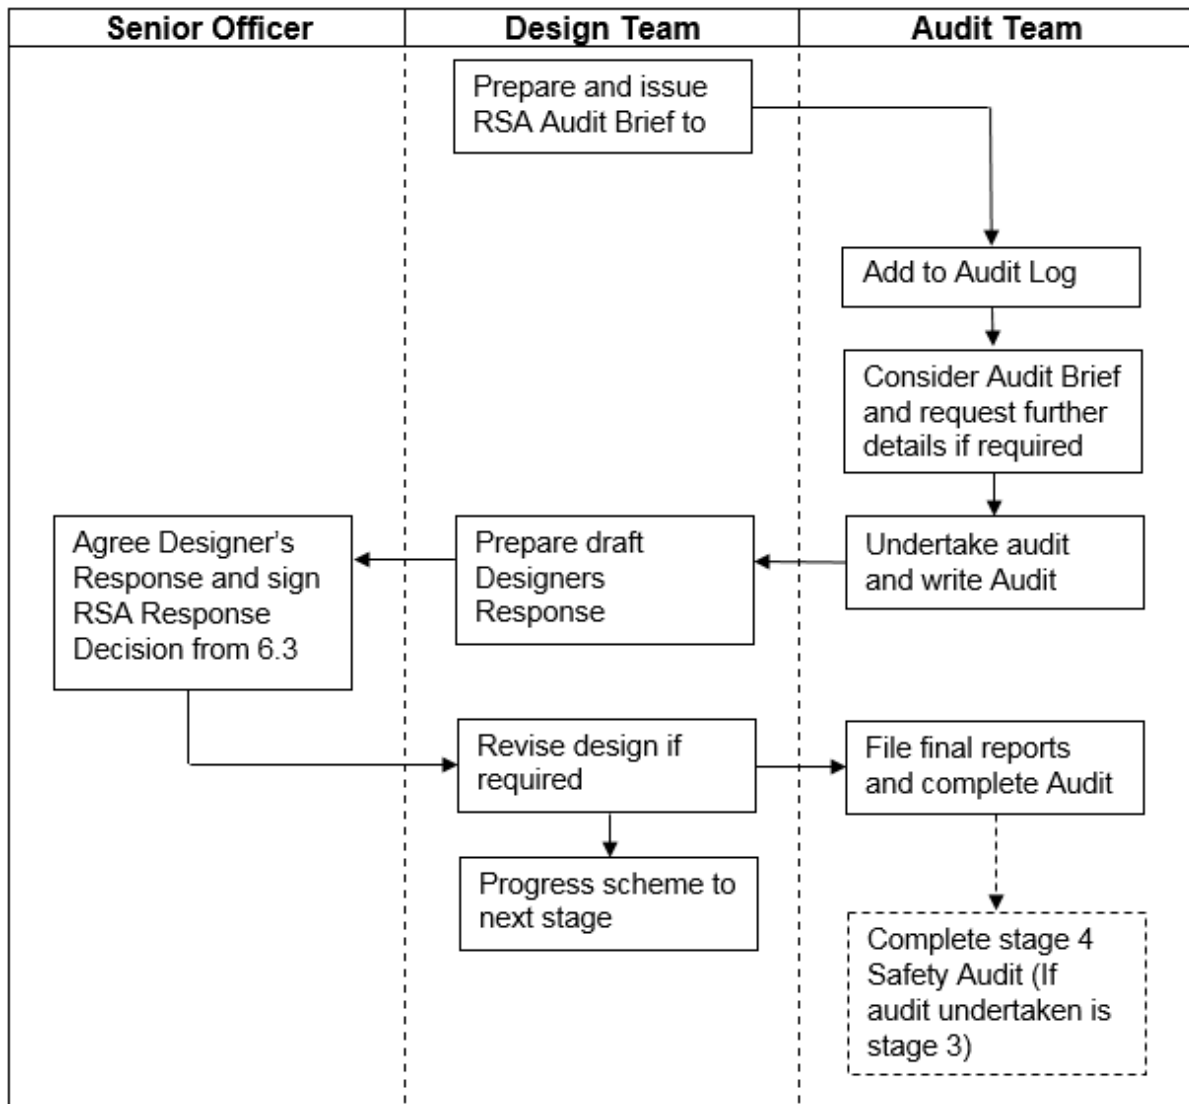 Senior Officer
Design Team
Audit Team
Prepare and issue
RSA Audit Brief to
Add to Audit Log
Consider Audit Brief
and request further
details if required
Undertake audit
and write Audit
Prepare draft
Designers
Response
Agree Designer’s
Response and sign
RSA Response
Decision from 6.3
Revise design if
required
File final reports
and complete Audit
Progress scheme to
next stage
Complete stage 4
Safety Audit (If
audit undertaken is
stage 3)